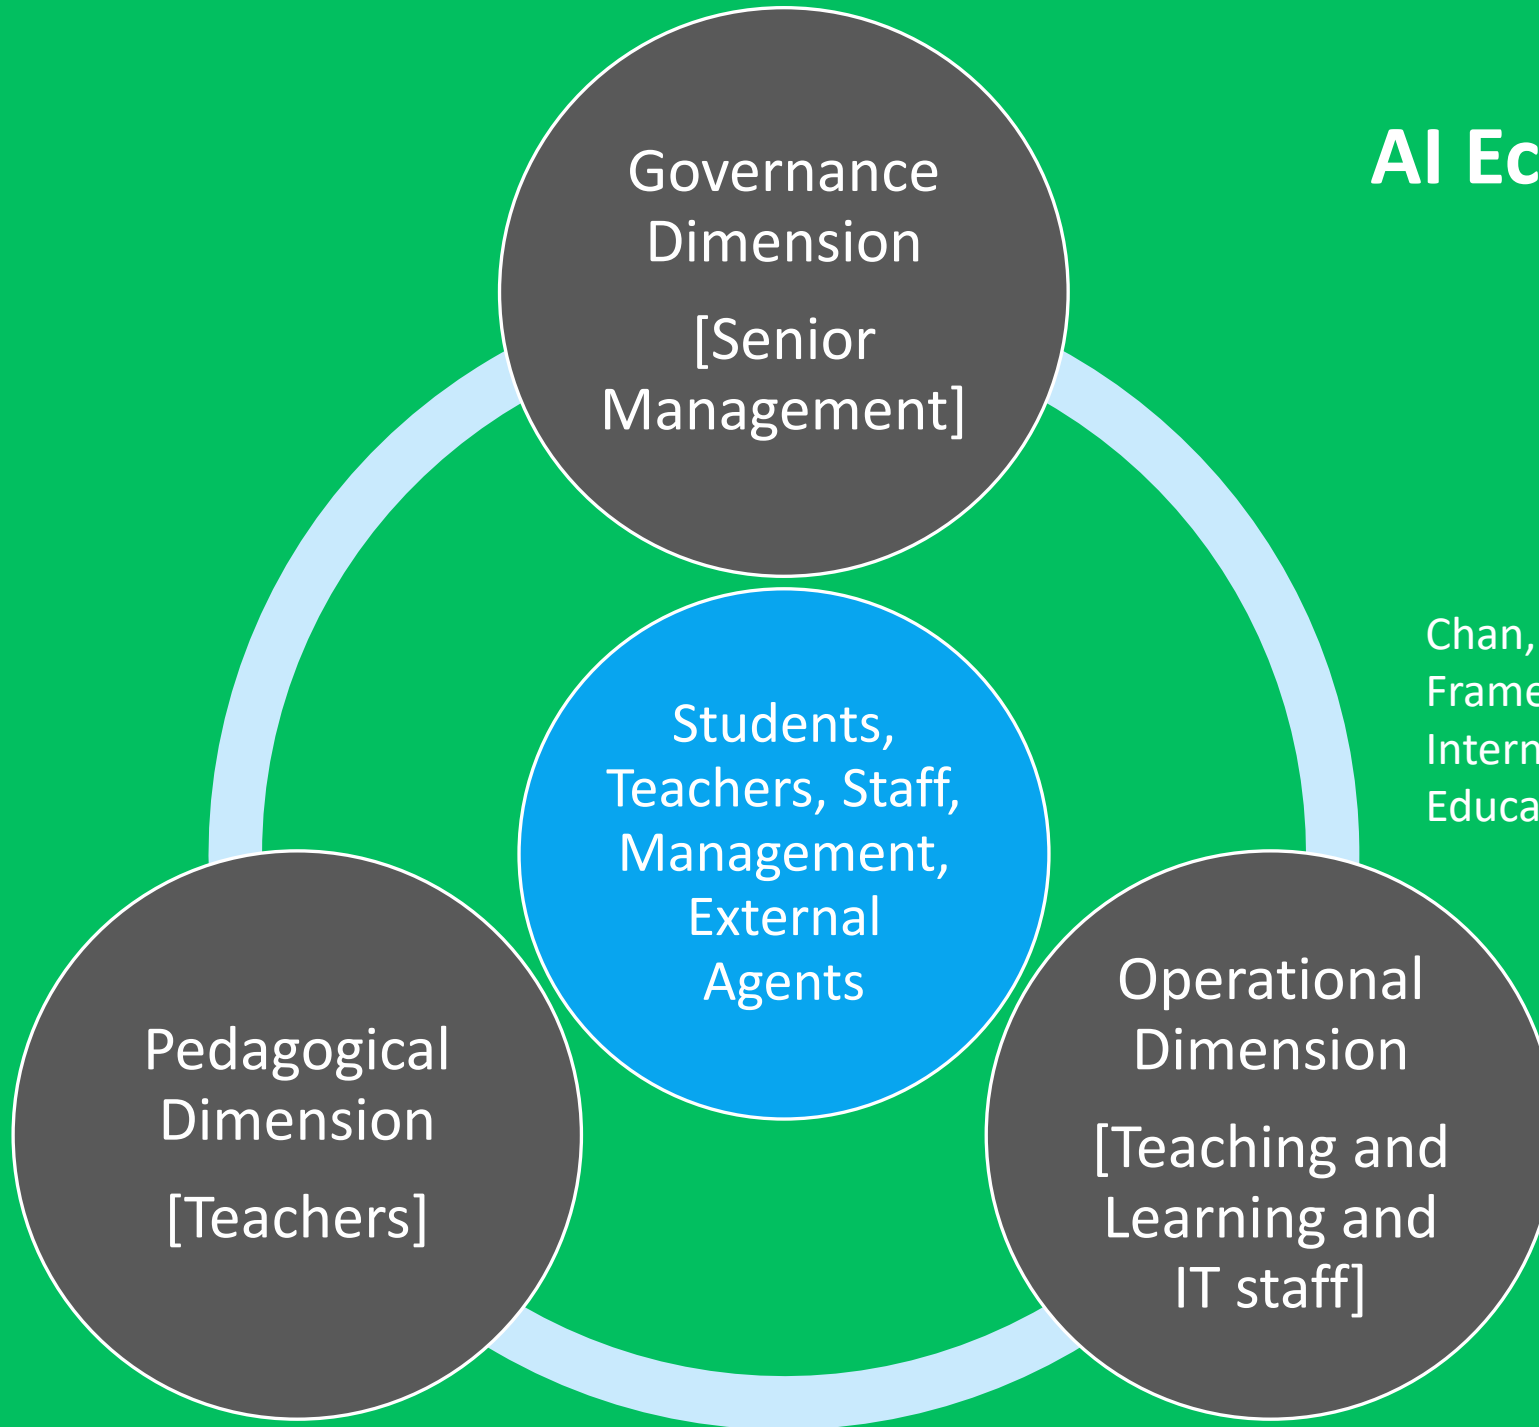 AI Ec
Governance
Dimension
[Senior
Management]
Chan,
Frame
Intern
Educa
Students,
Teachers, Staff,
Management,
External
Agents
Pedagogical
Dimension
[Teachers]
Operational
Dimension
[Teaching and
Learning and
IT staff]